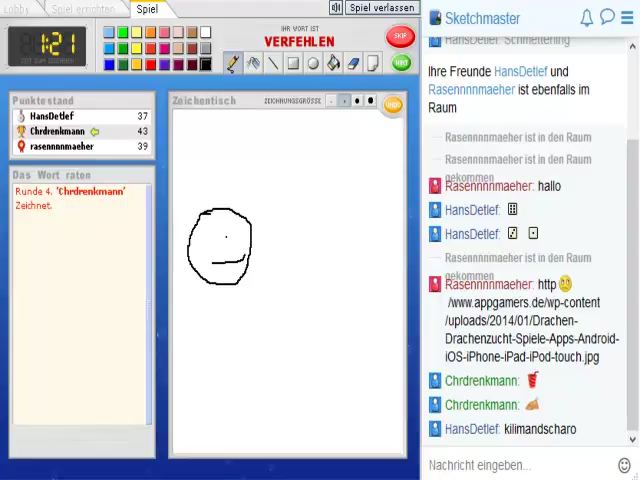 Lobby
Spiel errichten
Spiel
Spiel verlassen
1:21
IHR WORT IST
VERFEHLEN
SKIP
Punktestand
HansDetlef 37
Chrdrenkmann 43
rasennnnmaeher 39
Das Wort raten
Runde 4. 'Chrdrenkmann'
Zeichnet.
Zeichentisch
ZEICHNUNGSGRÖSSE
UNDO
Sketchmaster
HansDetlef: Schmetterling
Ihre Freunde HansDetlef und
Rasennnnmaeher ist ebenfalls im
Raum
Rasennnnmaeher ist in den Raum
Rasennnnmaeher ist in den Raum
gekommen
Rasennnnmaeher: hallo
HansDetlef:
HansDetlef:
Rasennnnmaeher ist in den Raum
gekommen
Rasennnnmaeher: http
/www.appgamers.de/wp-content
/uploads/2014/01/Drachen-
Drachenzucht-Spiele-Apps-Android-
iOS-iPhone-iPad-iPod-touch.jpg
Chrdrenkmann:
Chrdrenkmann:
HansDetlef: kilimandscharo
Nachricht eingeben...